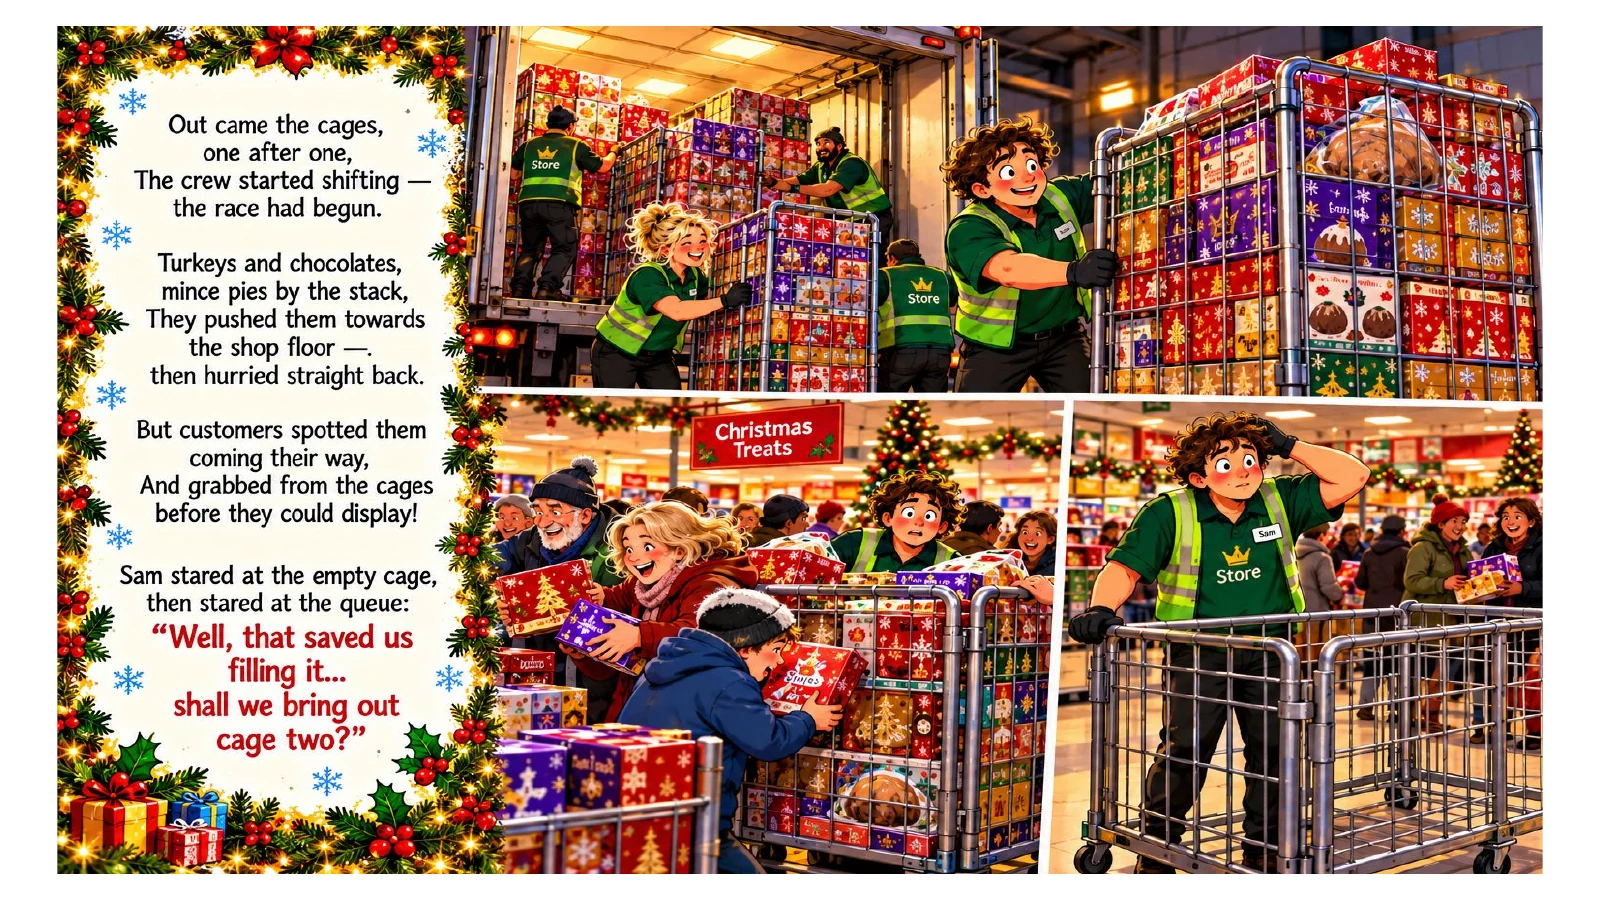 Out came the cages,
one after one,
The crew started shifting —
the race had begun.
Turkeys and chocolates,
mince pies by the stack,
They pushed them towards
the shop floor —.
then hurried straight back.
But customers spotted them
coming their way,
And grabbed from the cages
before they could display!
Sam stared at the empty cage,
then stared at the queue:
“Well, that saved us
filling it...
shall we bring out
cage two?”
Store
Store
Christmas
Treats
Sam
Store